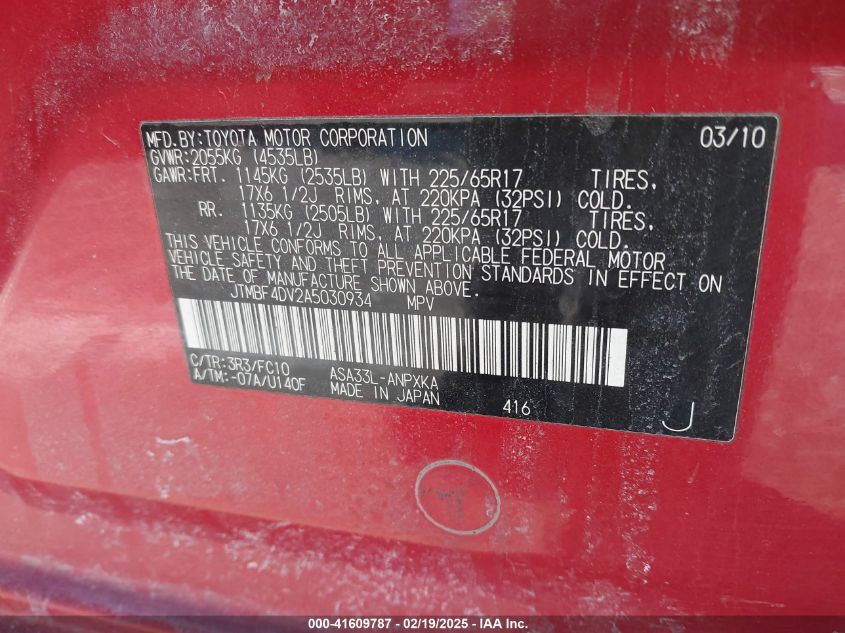 MFD.BY:TOYOTA MOTOR CORPORATION 03/10
GVWR:2055KG (4535LB)
GAWR:FRT. 1145KG (2535LB) WITH 225/65R17 TIRES,
17X6 1/2J RIMS, AT 220KPA (32PSI) COLD.
RR. 1135KG (2505LB) WITH 225/65R17 TIRES,
17X6 1/2J RIMS, AT 220KPA (32PSI) COLD.
THIS VEHICLE CONFORMS TO ALL APPLICABLE FEDERAL MOTOR
VEHICLE SAFETY AND THEFT PREVENTION STANDARDS IN EFFECT ON
THE DATE OF MANUFACTURE SHOWN ABOVE.
JTMBF4DV2A5030934 MPV
C/TR:3R3/FC10 ASA33L-ANPXKA
A/TM:-07A/U140F MADE IN JAPAN
416 J
000-41609787 - 02/19/2025 - IAA Inc.